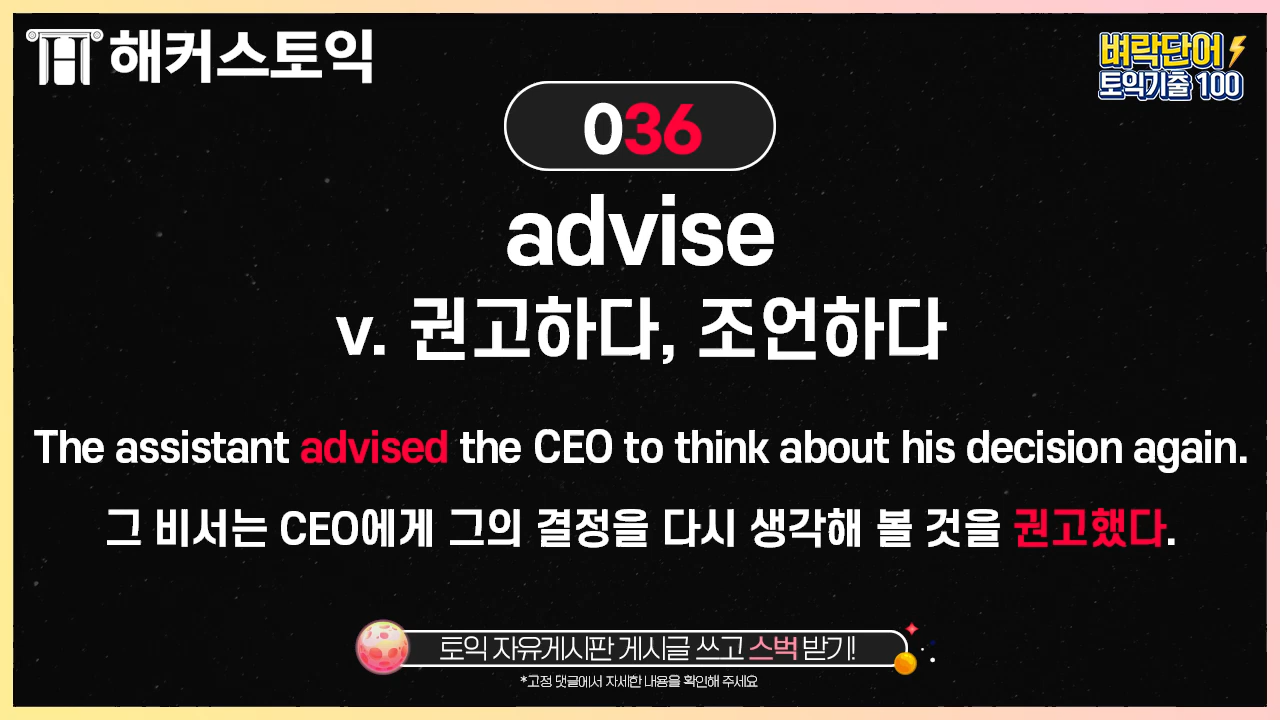 해커스토익
벼락단어
토익기출 100
036
advise
v. 권고하다, 조언하다
The assistant advised the CEO to think about his decision again.
그 비서는 CEO에게 그의 결정을 다시 생각해 볼 것을 권고했다.
토익 자유게시판 게시글 쓰고 스벅 받기!
*고정 댓글에서 자세한 내용을 확인해 주세요